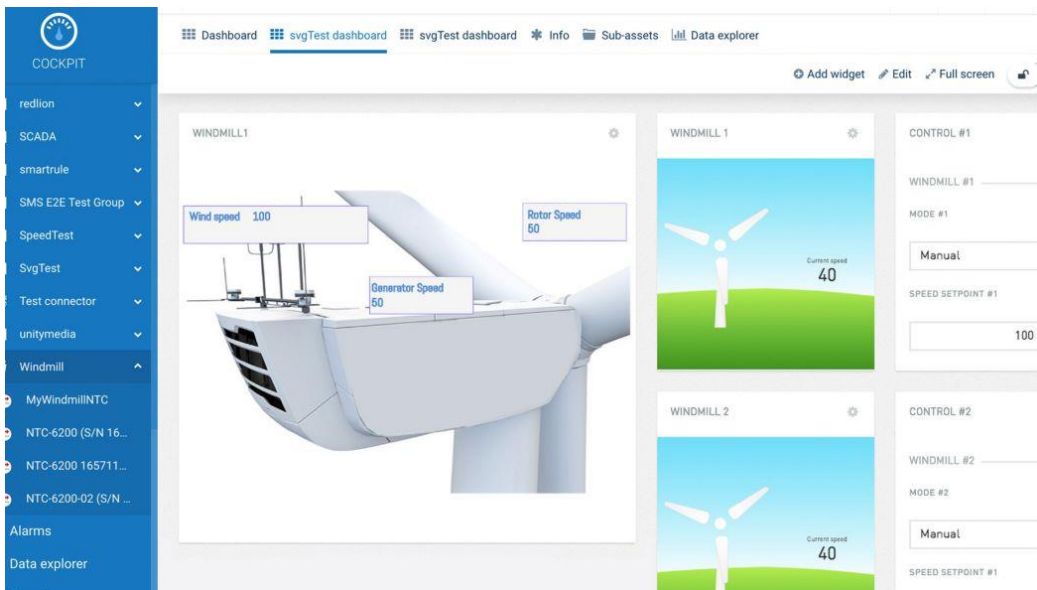 COCKPIT
redlion
SCADA
smartrule
SMS E2E Test Group
SpeedTest
SvgTest
Test connector
unitymedia
Windmill
MyWindmillNTC
NTC-6200 (S/N 16...
NTC-6200 165711...
NTC-6200-02 (S/N ...
Alarms
Data explorer
Dashboard svgTest dashboard svgTest dashboard Info Sub-assets Data explorer
Add widget Edit Full screen
WINDMILL1
Wind speed 100
Rotor Speed
50
Generator Speed
50
WINDMILL 1
Current speed
40
WINDMILL 2
Current speed
40
CONTROL #1
WINDMILL #1
MODE #1
Manual
SPEED SETPOINT #1
100
CONTROL #2
WINDMILL #2
MODE #2
Manual
SPEED SETPOINT #1